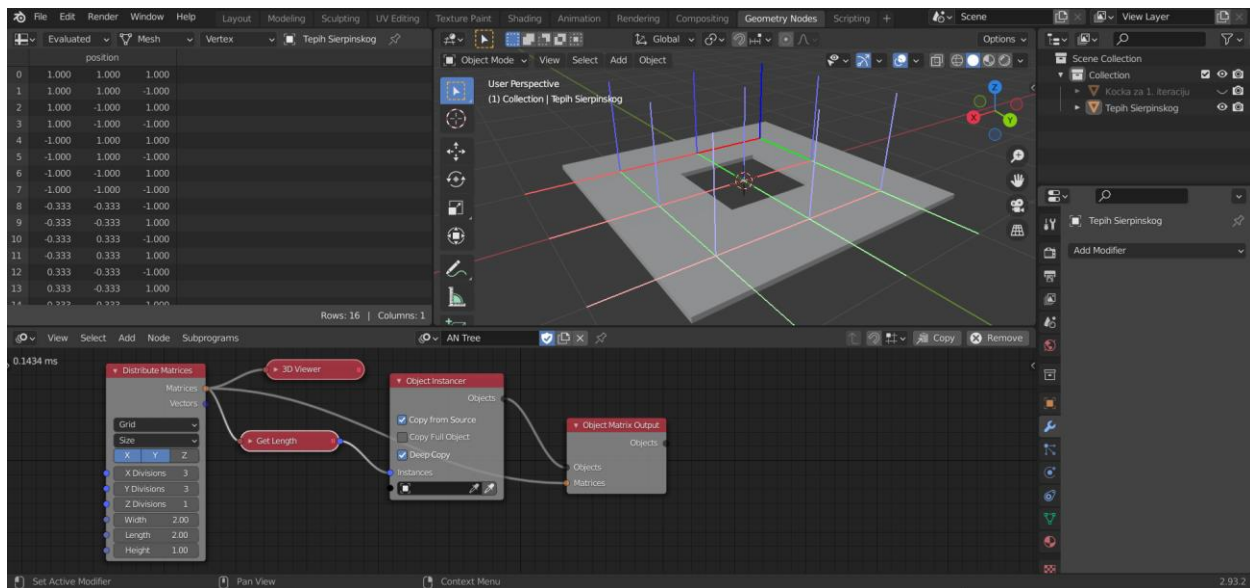 File Edit Render Window Help Layout Modeling Sculpting UV Editing Texture Paint Shading Animation Rendering Compositing Geometry Nodes Scripting + Scene View Layer
Evaluated Mesh Vertex Tepih Sierpinskog
position
0 1.000 1.000 1.000
1 1.000 1.000 -1.000
2 1.000 -1.000 1.000
3 1.000 -1.000 -1.000
4 -1.000 1.000 1.000
5 -1.000 1.000 -1.000
6 -1.000 -1.000 1.000
7 -1.000 -1.000 -1.000
8 -0.333 -0.333 -1.000
9 -0.333 -0.333 1.000
10 -0.333 0.333 -1.000
11 -0.333 0.333 1.000
12 0.333 -0.333 -1.000
13 0.333 -0.333 1.000
14 0.333 0.333 -1.000
Rows: 16 | Columns: 1
Global Options
Object Mode View Select Add Object
User Perspective
(1) Collection | Tepih Sierpinskog
Z
X
Y
Scene Collection
Collection
Kocka za 1. iteraciju
Tepih Sierpinskog
Tepih Sierpinskog
Add Modifier
View Select Add Node Subprograms AN Tree Copy Remove
0.1434 ms
Distribute Matrices
Matrices
Vectors
Grid
Size
X Y Z
X Divisions 3
Y Divisions 3
Z Divisions 1
Width 2.00
Length 2.00
Height 1.00
3D Viewer
Get Length
Object Instancer
Objects
Copy from Source
Copy Full Object
Deep Copy
Instances
Object Matrix Output
Objects
Objects
Matrices
Set Active Modifier Pan View Context Menu 2.93.2